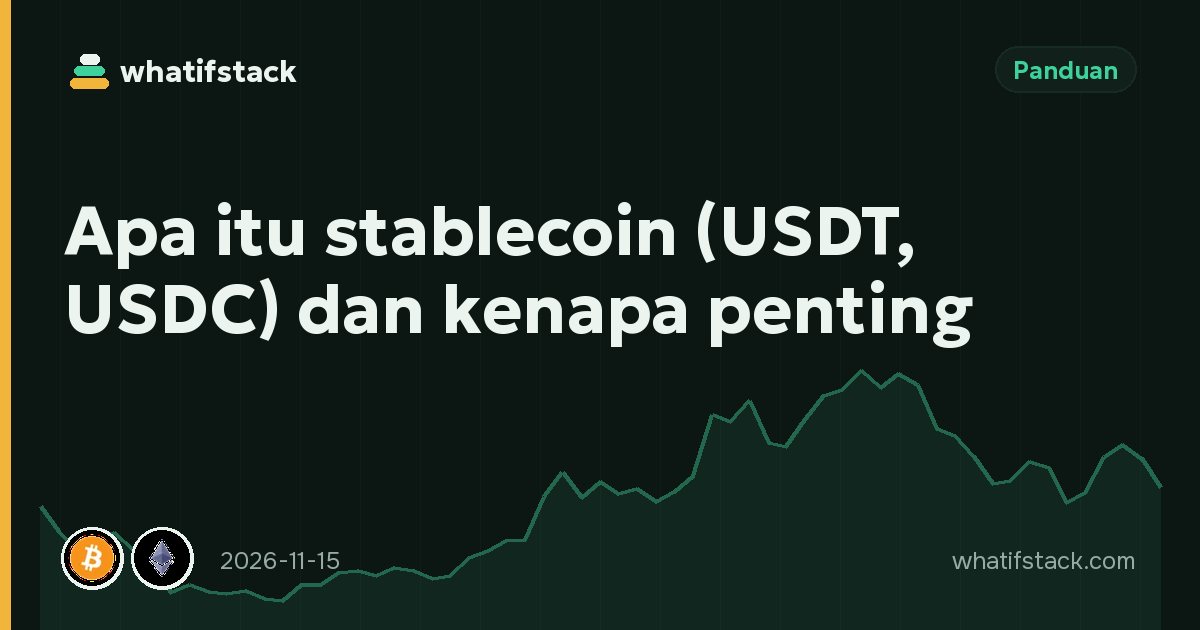 whatifstack
Panduan
Apa itu stablecoin (USDT,
USDC) dan kenapa penting
2026-11-15
whatifstack.com